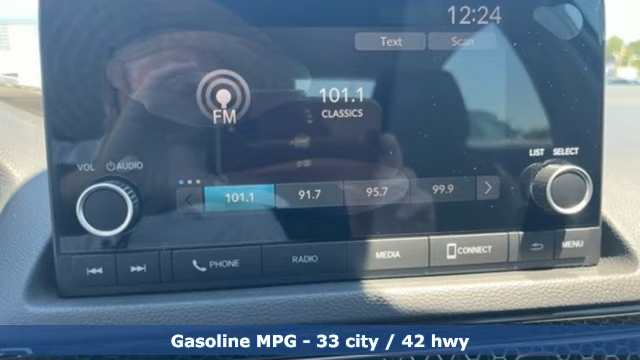 12:24
Text Scan
101.1
FM CLASSICS
LIST SELECT
VOL AUDIO
101.1 91.7 95.7 99.9
PHONE RADIO MEDIA CONNECT MENU
Gasoline MPG - 33 city / 42 hwy